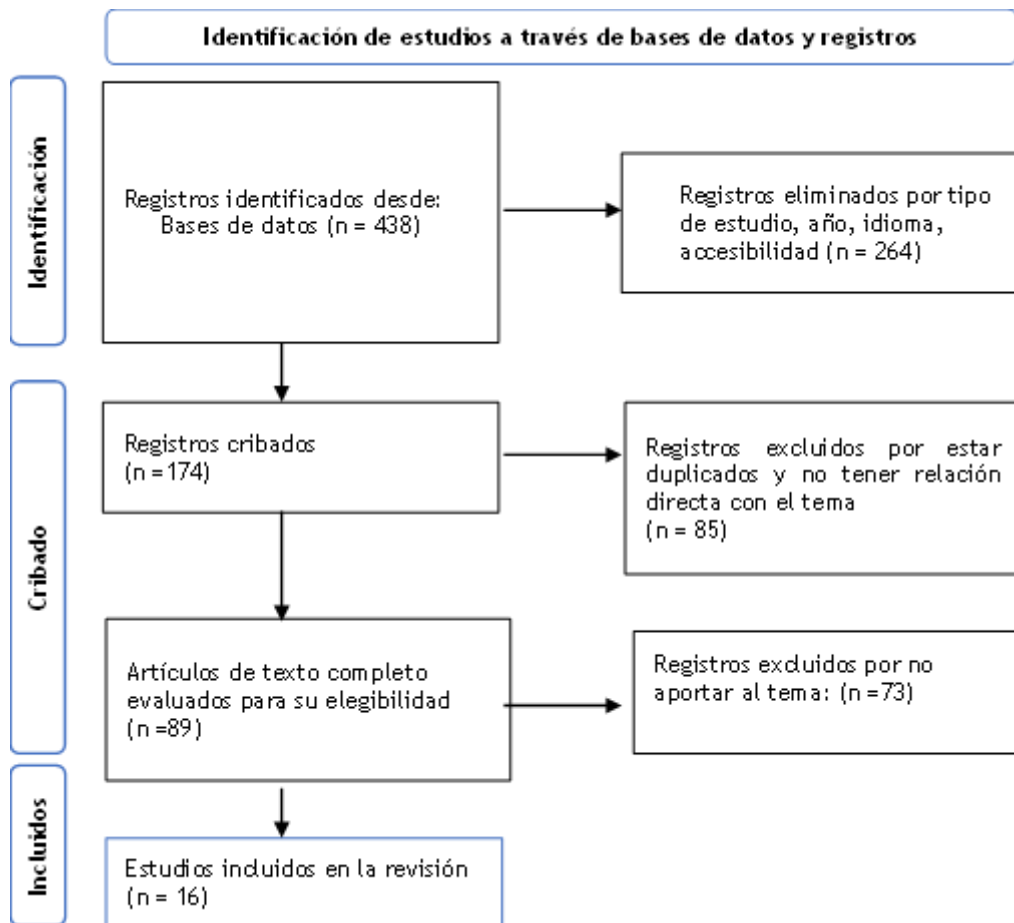 Identificación de estudios a través de bases de datos y registros
Identificación
Registros identificados desde:
Bases de datos (n = 438)
Registros eliminados por tipo
de estudio, año, idioma,
accesibilidad (n = 264)
Cribado
Registros cribados
(n = 174)
Registros excluidos por estar
duplicados y no tener relación
directa con el tema
(n = 85)
Artículos de texto completo
evaluados para su elegibilidad
(n =89)
Registros excluidos por no
aportar al tema: (n =73)
Incluidos
Estudios incluidos en la revisión
(n = 16)